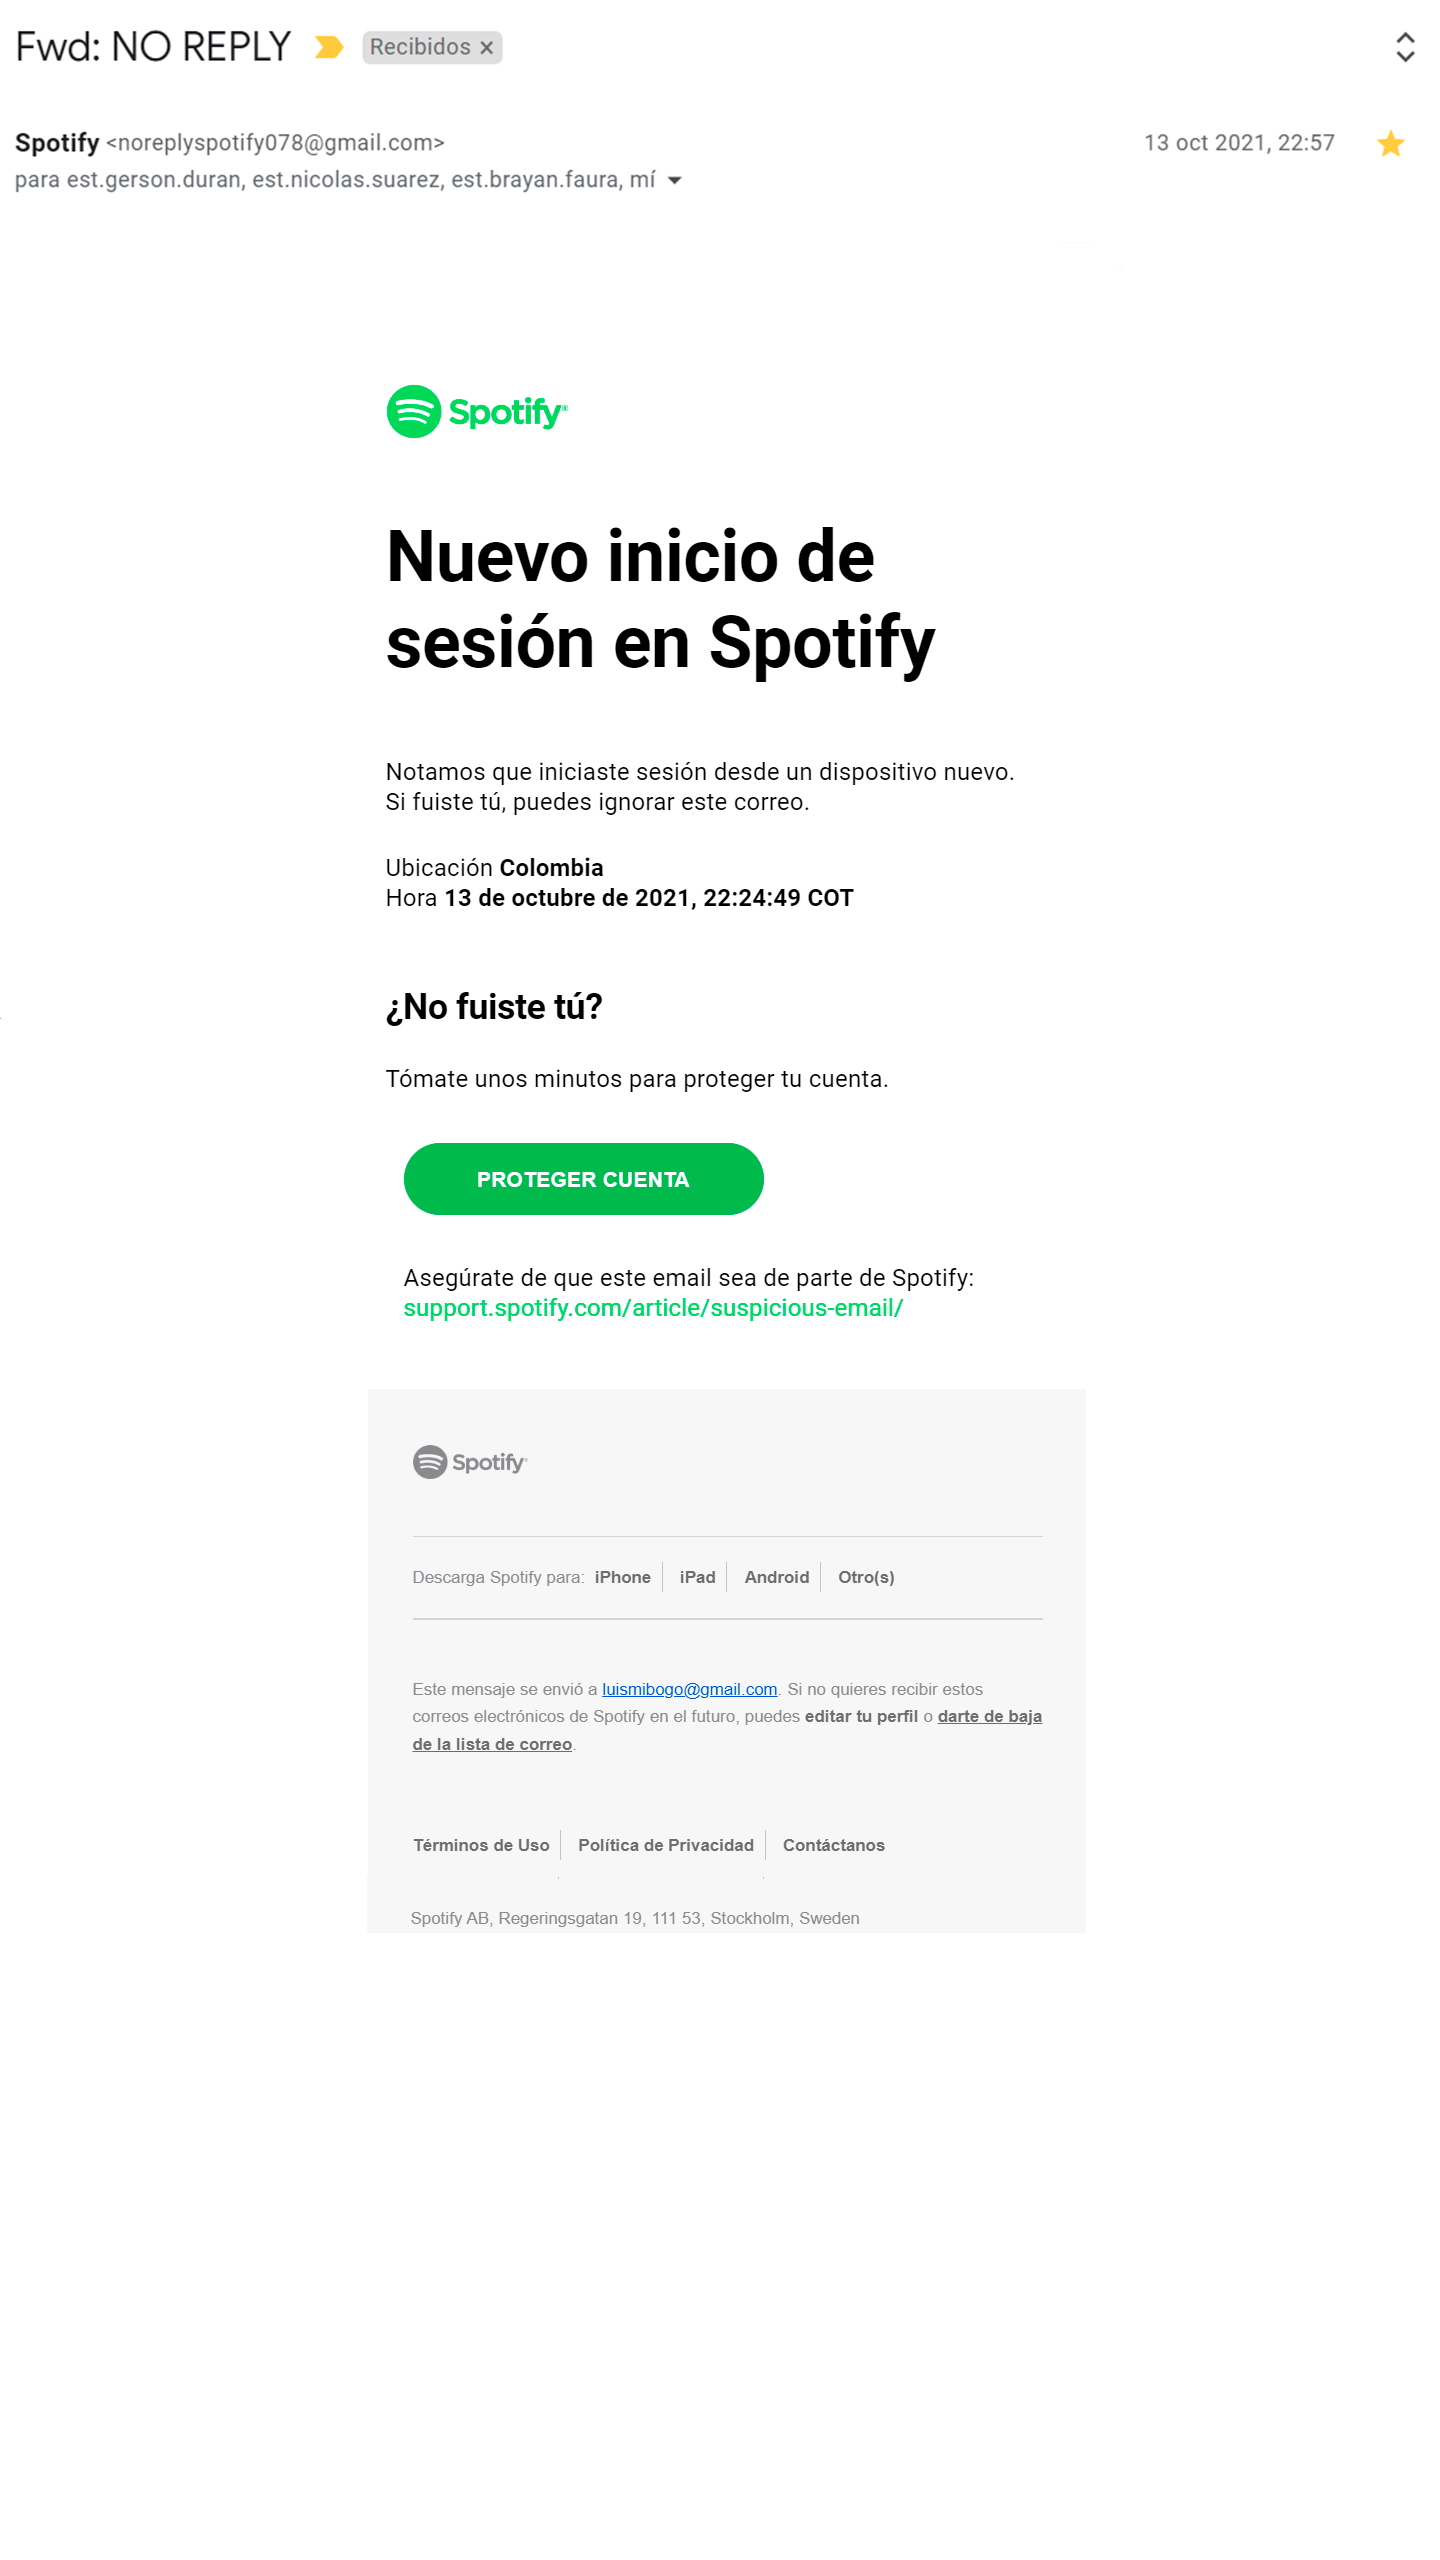 Fwd: NO REPLY Recibidos ×
Spotify <noreplyspotify078@gmail.com> 13 oct 2021, 22:57
para est.gerson.duran, est.nicolas.suarez, est.brayan.faura, mí
Spotify®
Nuevo inicio de
sesión en Spotify
Notamos que iniciaste sesión desde un dispositivo nuevo.
Si fuiste tú, puedes ignorar este correo.
Ubicación Colombia
Hora 13 de octubre de 2021, 22:24:49 COT
¿No fuiste tú?
Tómate unos minutos para proteger tu cuenta.
PROTEGER CUENTA
Asegúrate de que este email sea de parte de Spotify:
support.spotify.com/article/suspicious-email/
Spotify®
Descarga Spotify para: iPhone iPad Android Otro(s)
Este mensaje se envió a luismibogo@gmail.com. Si no quieres recibir estos
correos electrónicos de Spotify en el futuro, puedes editar tu perfil o darte de baja
de la lista de correo.
Términos de Uso Política de Privacidad Contáctanos
Spotify AB, Regeringsgatan 19, 111 53, Stockholm, Sweden